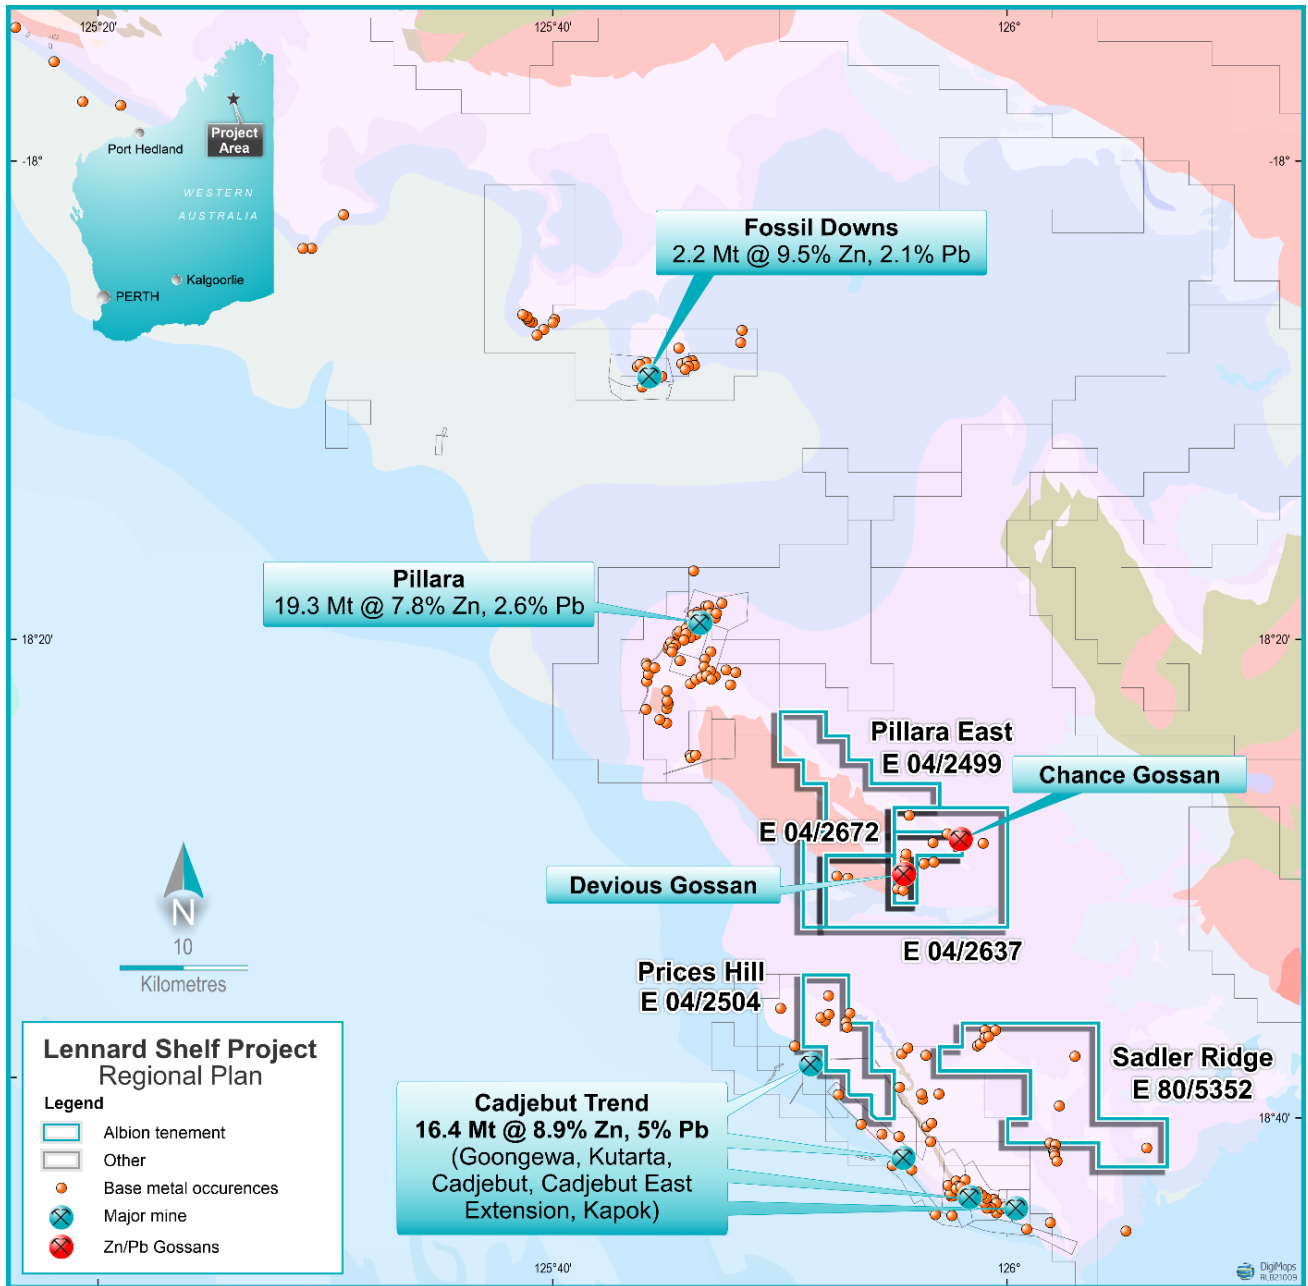 125°20'
125°40'
126°
-18°
-18°
Port Hedland
Project
Area
WESTERN
AUSTRALIA
Kalgoorlie
PERTH
Fossil Downs
2.2 Mt @ 9.5% Zn, 2.1% Pb
Pillara
19.3 Mt @ 7.8% Zn, 2.6% Pb
18°20'
18°20'
Pillara East
E 04/2499
Chance Gossan
E 04/2672
Devious Gossan
E 04/2637
N
10
Kilometres
Prices Hill
E 04/2504
Sadler Ridge
E 80/5352
Cadjebut Trend
16.4 Mt @ 8.9% Zn, 5% Pb
(Goongewa, Kutarta,
Cadjebut, Cadjebut East
Extension, Kapok)
18°40'
Lennard Shelf Project
Regional Plan
Legend
Albion tenement
Other
Base metal occurences
Major mine
Zn/Pb Gossans
125°40'
126°
DigiMaps
ALB21009